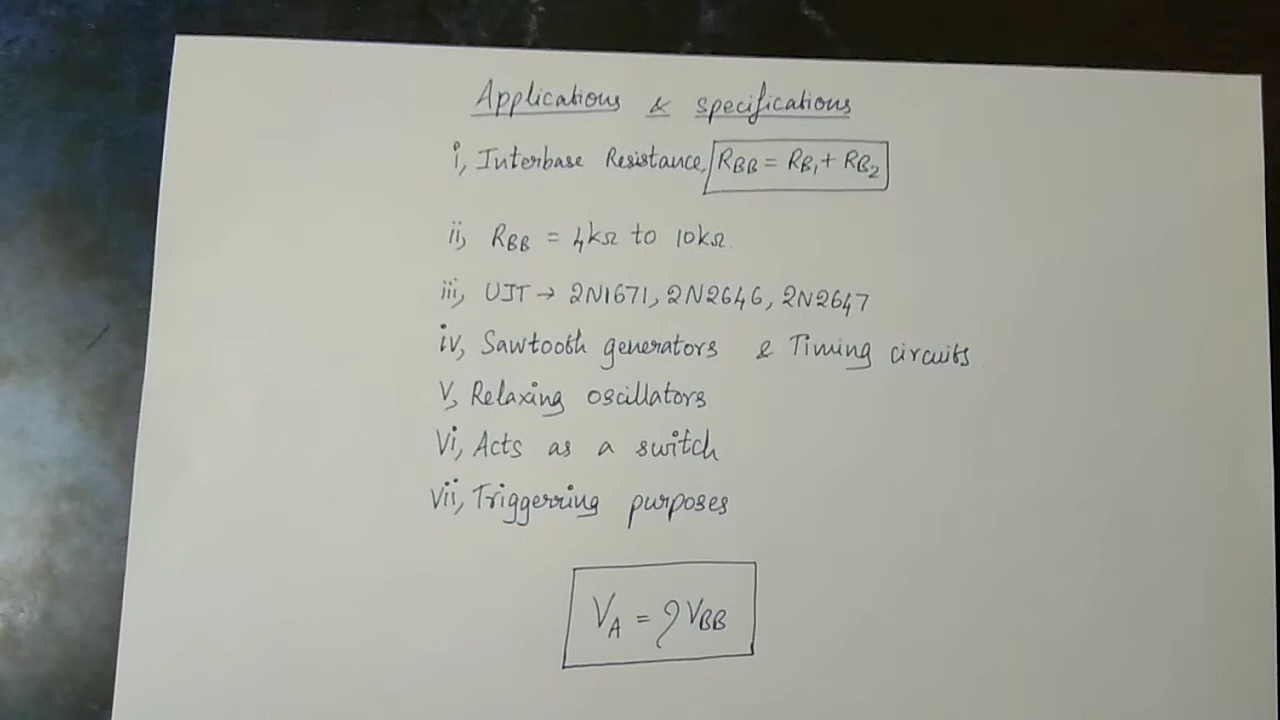 Applications & specifications
i, Interbase Resistance, RBB = RB1 + RB2
ii, RBB = 4kΩ to 10kΩ.
iii, UJT → 2N1671, 2N2646, 2N2647
iv, Sawtooth generators & Timing circuits.
v, Relaxing oscillators
vi, Acts as a switch
vii, Triggerring purposes
VA = ηVBB